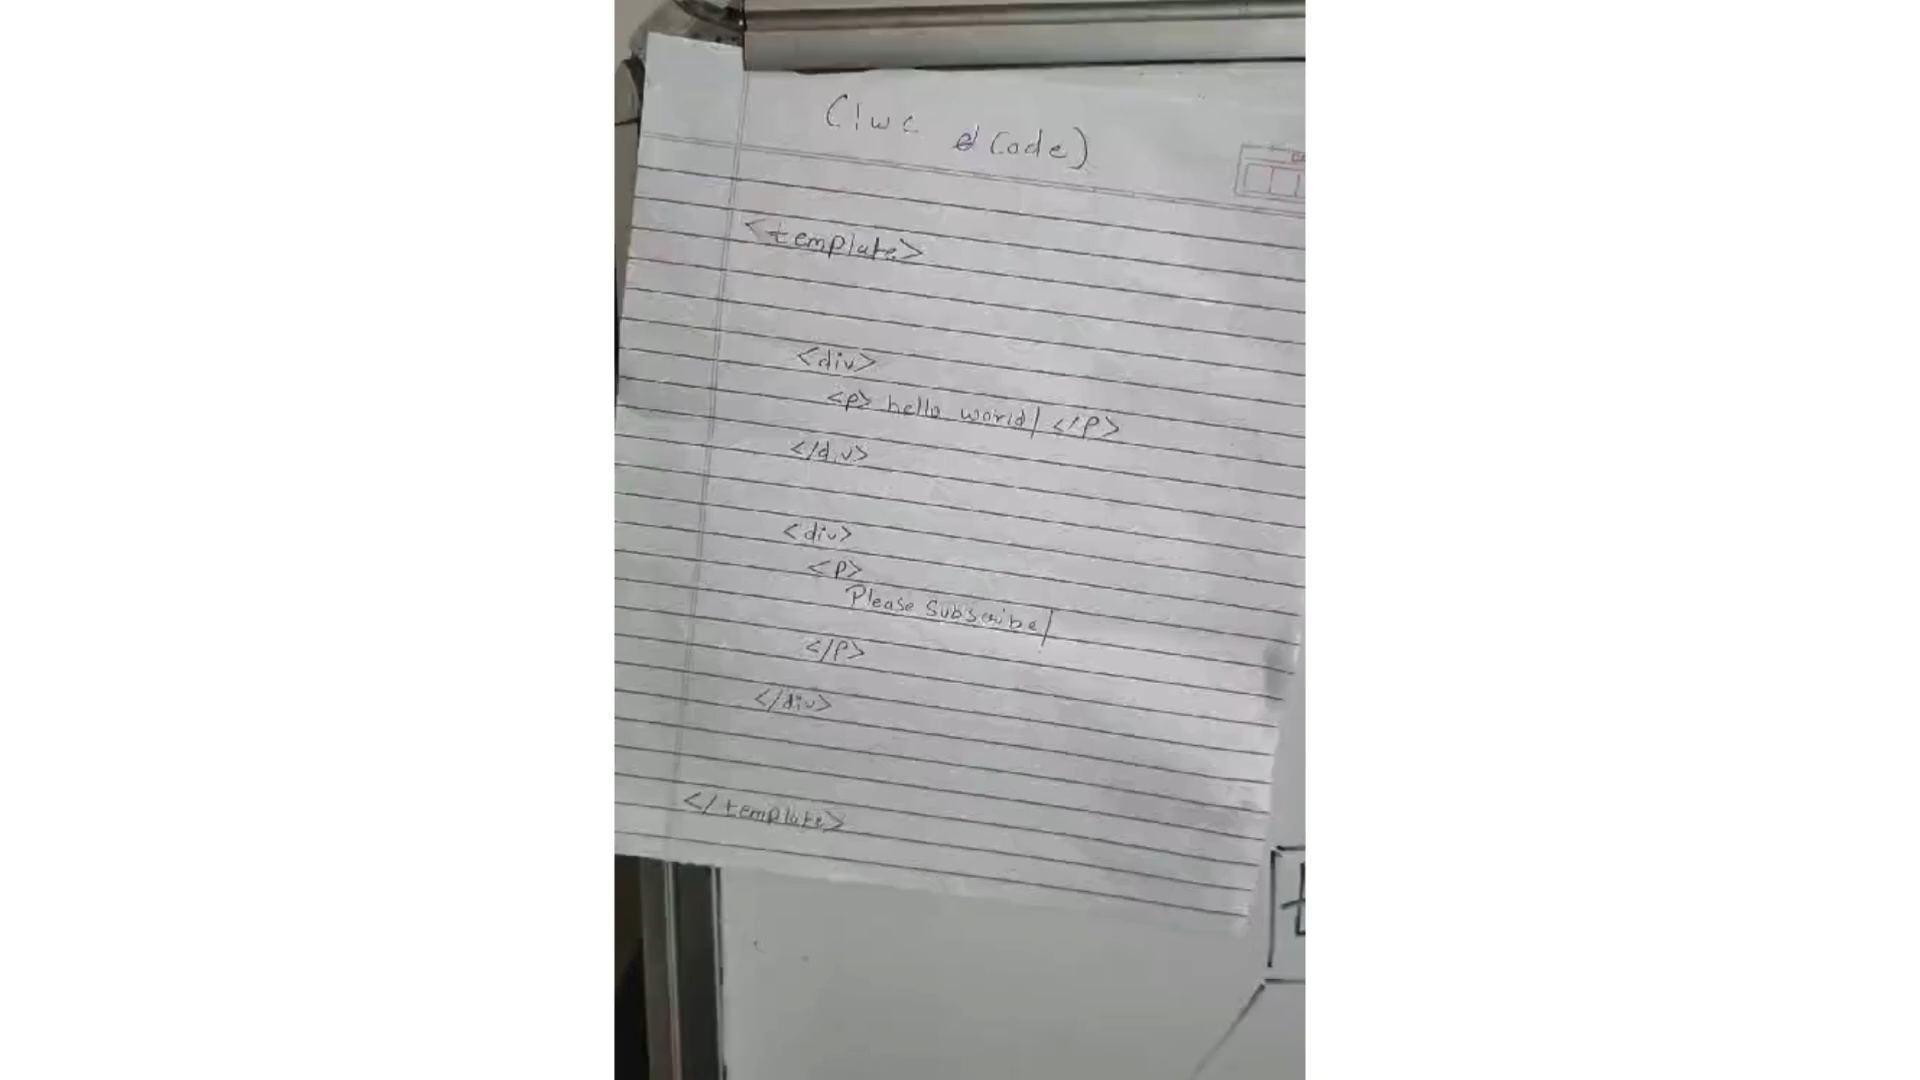 (lwc
code)
<template>
<div>
<p> hello world| </p>
</div>
<div>
<p>
Please Subscribe|
</p>
</div>
</template>